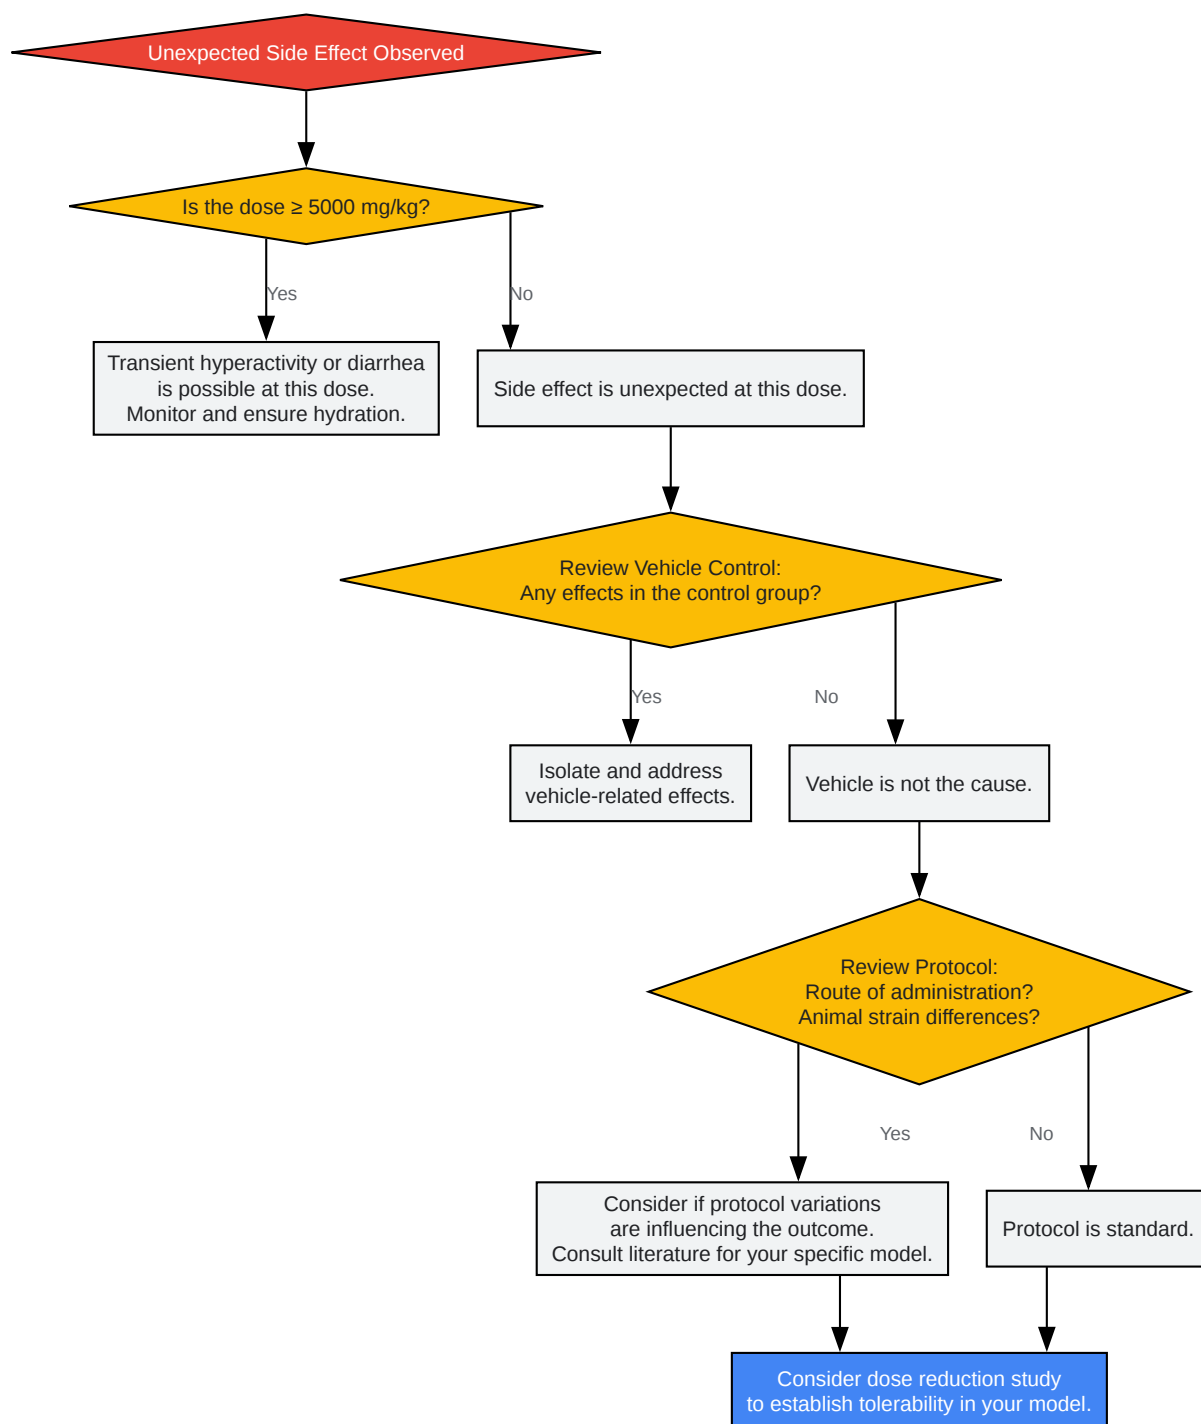 Unexpected Side Effect Observed
Is the dose ≥ 5000 mg/kg?
Yes
No
Transient hyperactivity or diarrhea
is possible at this dose.
Monitor and ensure hydration.
Side effect is unexpected at this dose.
Review Vehicle Control:
Any effects in the control group?
Yes
No
Isolate and address
vehicle-related effects.
Vehicle is not the cause.
Review Protocol:
Route of administration?
Animal strain differences?
Yes
No
Consider if protocol variations
are influencing the outcome.
Consult literature for your specific model.
Protocol is standard.
Consider dose reduction study
to establish tolerability in your model.